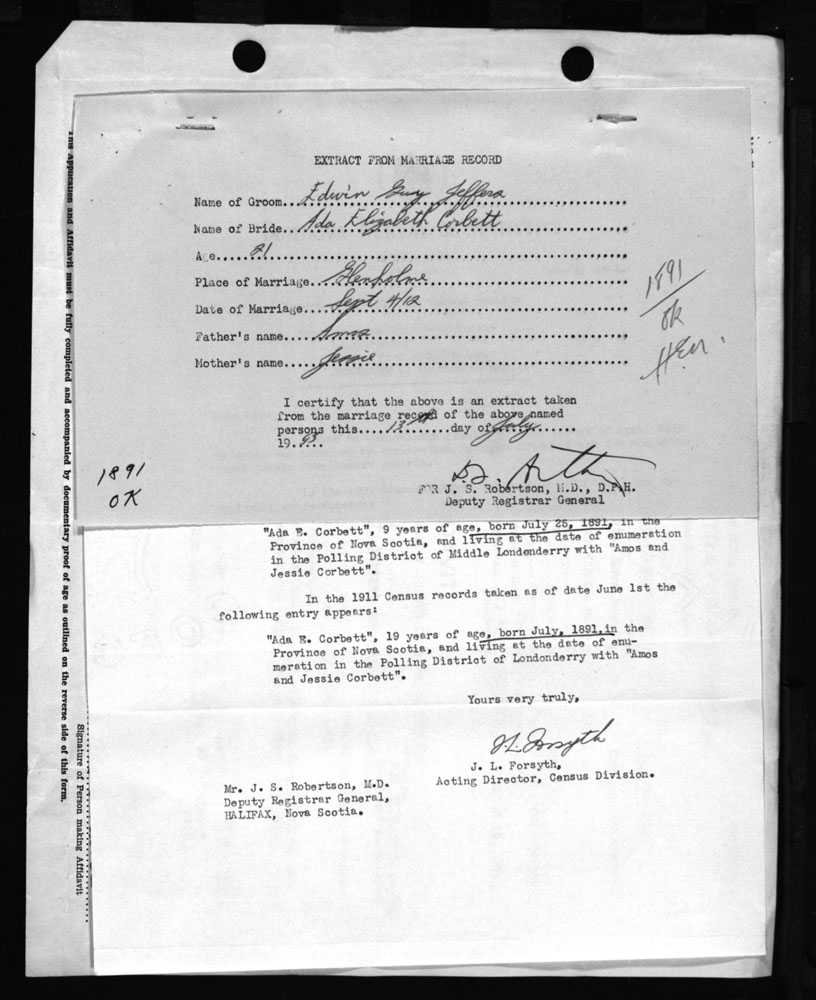 EXTRACT FROM MARRIAGE RECORD
Name of Groom...Edwin Guy Jeffers
Name of Bride...Ada Elizabeth Corbett
Age.....21
Place of Marriage...Glenholme
Date of Marriage...Sept 4/12
Father's name....Amos
Mother's name.....Jessie
1891
OK
HEM.
I certify that the above is an extract taken
from the marriage record of the above named
persons this.....13th.....day of July.......
19.....
1891
OK
FOR J. S. Robertson, M.D., D.P.H.
Deputy Registrar General
"Ada E. Corbett", 9 years of age, born July 25, 1891, in the
Province of Nova Scotia, and living at the date of enumeration
in the Polling District of Middle Londonderry with "Amos and
Jessie Corbett".
In the 1911 Census records taken as of date June 1st the
following entry appears:
"Ada E. Corbett", 19 years of age, born July, 1891, in the
Province of Nova Scotia, and living at the date of enu-
meration in the Polling District of Londonderry with "Amos
and Jessie Corbett".
Yours very truly,
J. L. Forsyth
J. L. Forsyth,
Acting Director, Census Division.
Mr. J. S. Robertson, M.D.
Deputy Registrar General,
HALIFAX, Nova Scotia.
This Application and Affidavit must be fully completed and accompanied by documentary proof of age as outlined on the reverse side of this form.
Signature of Person making Affidavit